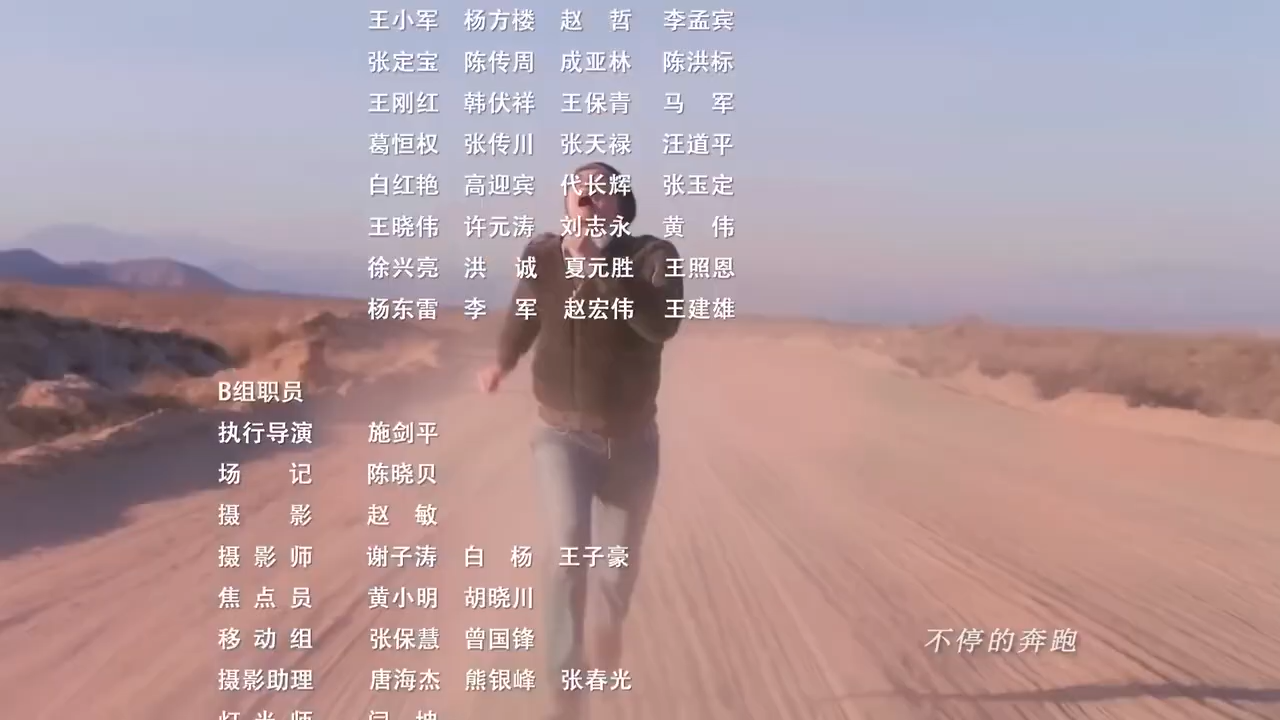 王小军 杨方楼 赵 哲 李孟宾
张定宝 陈传周 成亚林 陈洪标
王刚红 韩伏祥 王保青 马 军
葛恒权 张传川 张天禄 汪道平
白红艳 高迎宾 代长辉 张玉定
王晓伟 许元涛 刘志永 黄 伟
徐兴亮 洪 诚 夏元胜 王照恩
杨东雷 李 军 赵宏伟 王建雄
B组职员
执行导演 施剑平
场 记 陈晓贝
摄 影 赵 敏
摄 影 师 谢子涛 白 杨 王子豪
焦 点 员 黄小明 胡晓川
移 动 组 张保慧 曾国锋
不停的奔跑
摄影助理 唐海杰 熊银峰 张春光